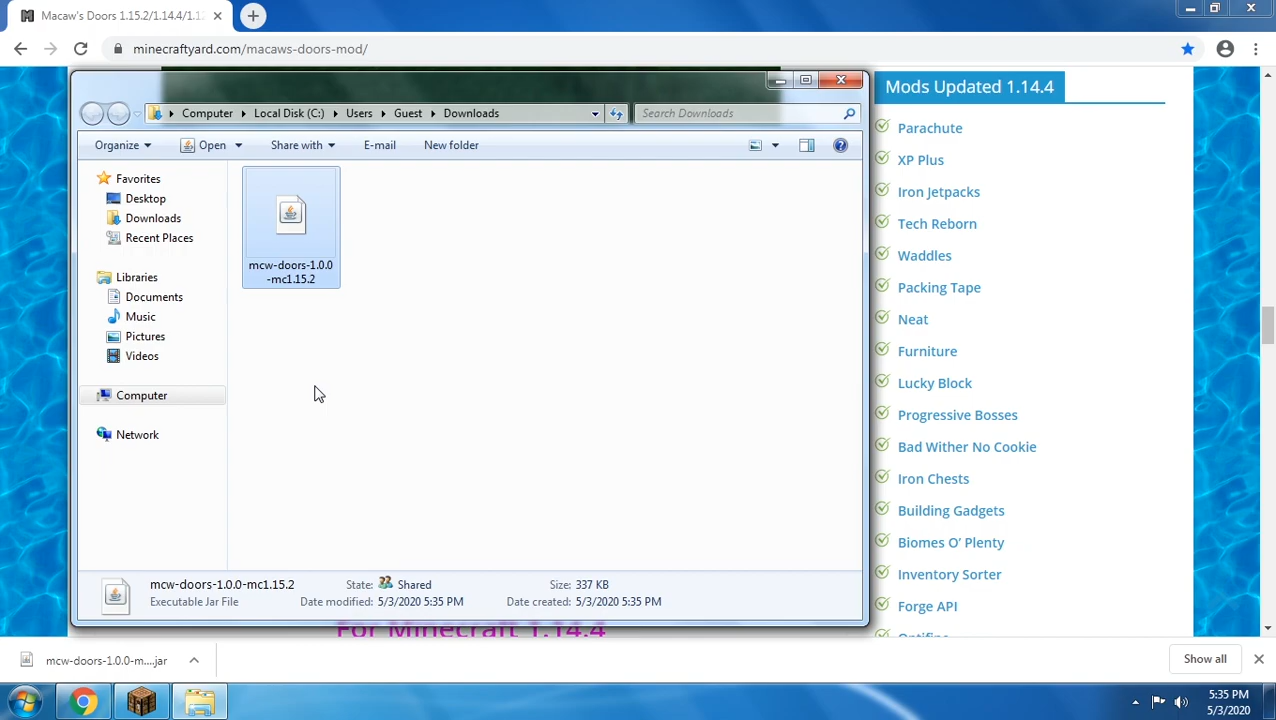 Macaw's Doors 1.15.2/1.14.4/1.1
minecraftyard.com/macaws-doors-mod/
Computer Local Disk (C:) Users Guest Downloads
Search Downloads
Organize Open Share with E-mail New folder
Favorites
Desktop
Downloads
Recent Places
Libraries
Documents
Music
Pictures
Videos
Computer
Network
mcw-doors-1.0.0
-mc1.15.2
mcw-doors-1.0.0-mc1.15.2 State: Shared Size: 337 KB
Executable Jar File Date modified: 5/3/2020 5:35 PM Date created: 5/3/2020 5:35 PM
For Minecraft 1.14.4
Mods Updated 1.14.4
Parachute
XP Plus
Iron Jetpacks
Tech Reborn
Waddles
Packing Tape
Neat
Furniture
Lucky Block
Progressive Bosses
Bad Wither No Cookie
Iron Chests
Building Gadgets
Biomes O’ Plenty
Inventory Sorter
Forge API
Optifine
mcw-doors-1.0.0-m....jar
Show all
5:35 PM
5/3/2020